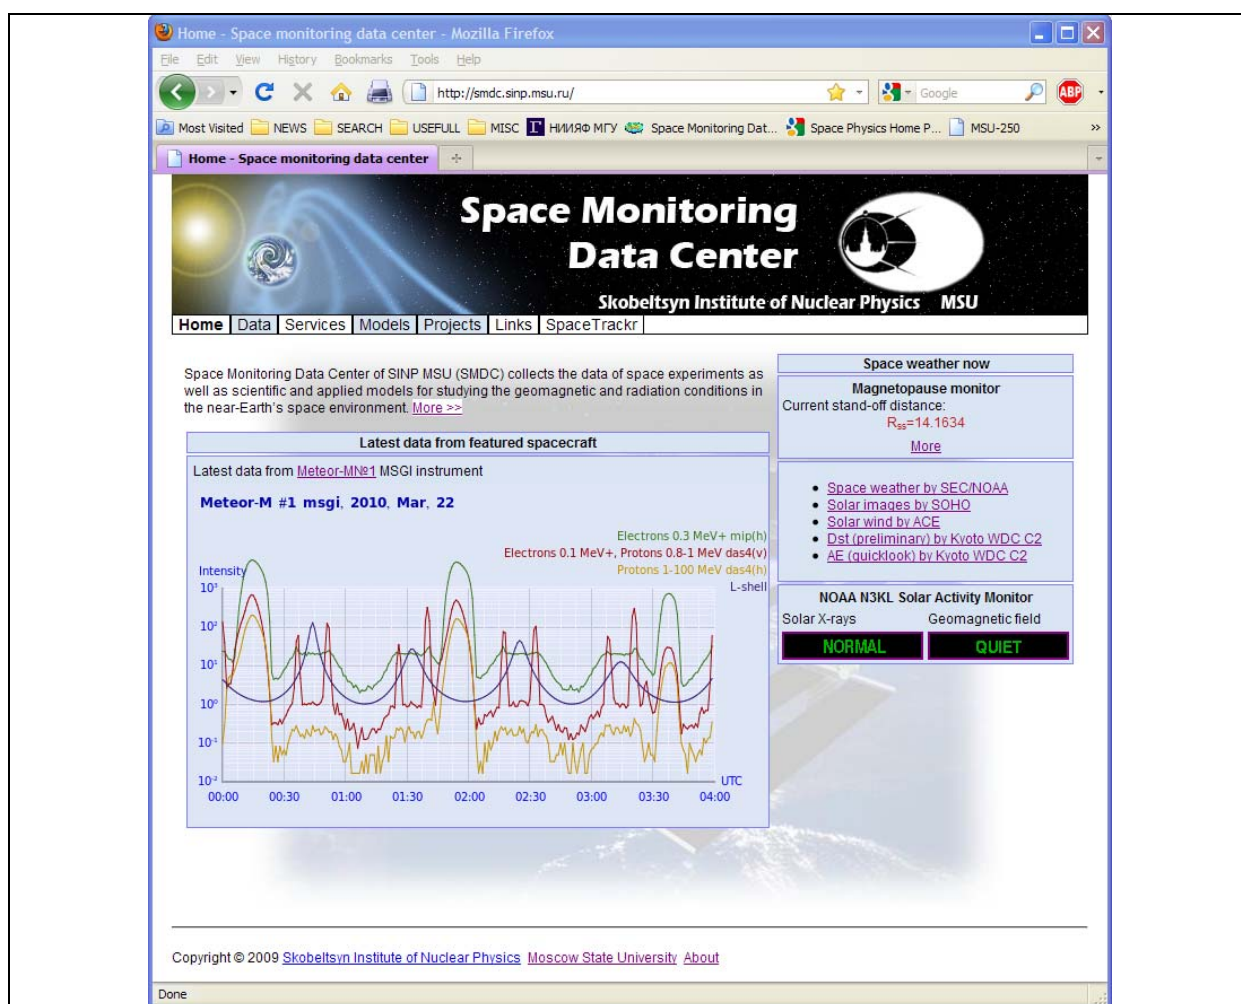 Home - Space monitoring data center - Mozilla Firefox
File Edit View History Bookmarks Tools Help
http://smdc.sinp.msu.ru/ Google ABP
Most Visited NEWS SEARCH USEFULL MISC НИИЯФ МГУ Space Monitoring Dat... Space Physics Home P... MSU-250 »
Home - Space monitoring data center
Space Monitoring
Data Center
Skobeltsyn Institute of Nuclear Physics MSU
Home Data Services Models Projects Links SpaceTrackr
Space Monitoring Data Center of SINP MSU (SMDC) collects the data of space experiments as
well as scientific and applied models for studying the geomagnetic and radiation conditions in
the near-Earth's space environment. More >>
Latest data from featured spacecraft
Latest data from Meteor-M№1 MSGI instrument
Meteor-M #1 msgi, 2010, Mar, 22
Electrons 0.3 MeV+ mip(h)
Electrons 0.1 MeV+, Protons 0.8-1 MeV das4(v)
Protons 1-100 MeV das4(h)
L-shell
Intensity
10³
10²
10¹
10⁰
10⁻¹
10⁻²
UTC
00:00 00:30 01:00 01:30 02:00 02:30 03:00 03:30 04:00
Space weather now
Magnetopause monitor
Current stand-off distance:
Rss=14.1634
More
Space weather by SEC/NOAA
Solar images by SOHO
Solar wind by ACE
Dst (preliminary) by Kyoto WDC C2
AE (quicklook) by Kyoto WDC C2
NOAA N3KL Solar Activity Monitor
Solar X-rays Geomagnetic field
NORMAL QUIET
Copyright © 2009 Skobeltsyn Institute of Nuclear Physics Moscow State University About
Done